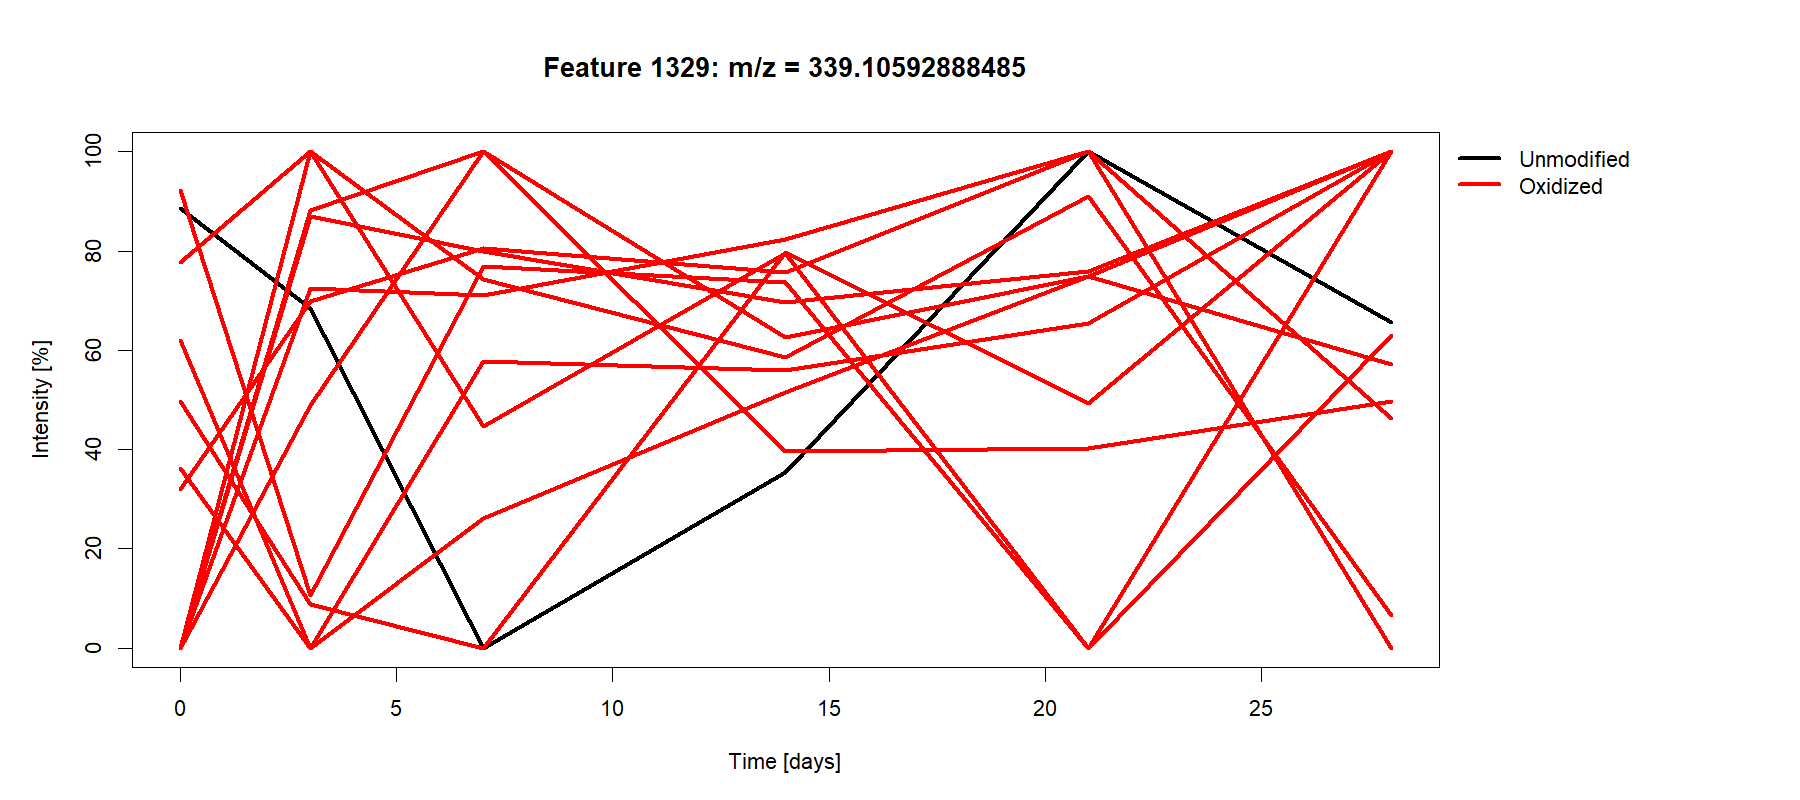 Feature 1329: m/z = 339.10592888485
Unmodified
Oxidized
Intensity [%]
100
80
60
40
20
0
0 5 10 15 20 25
Time [days]